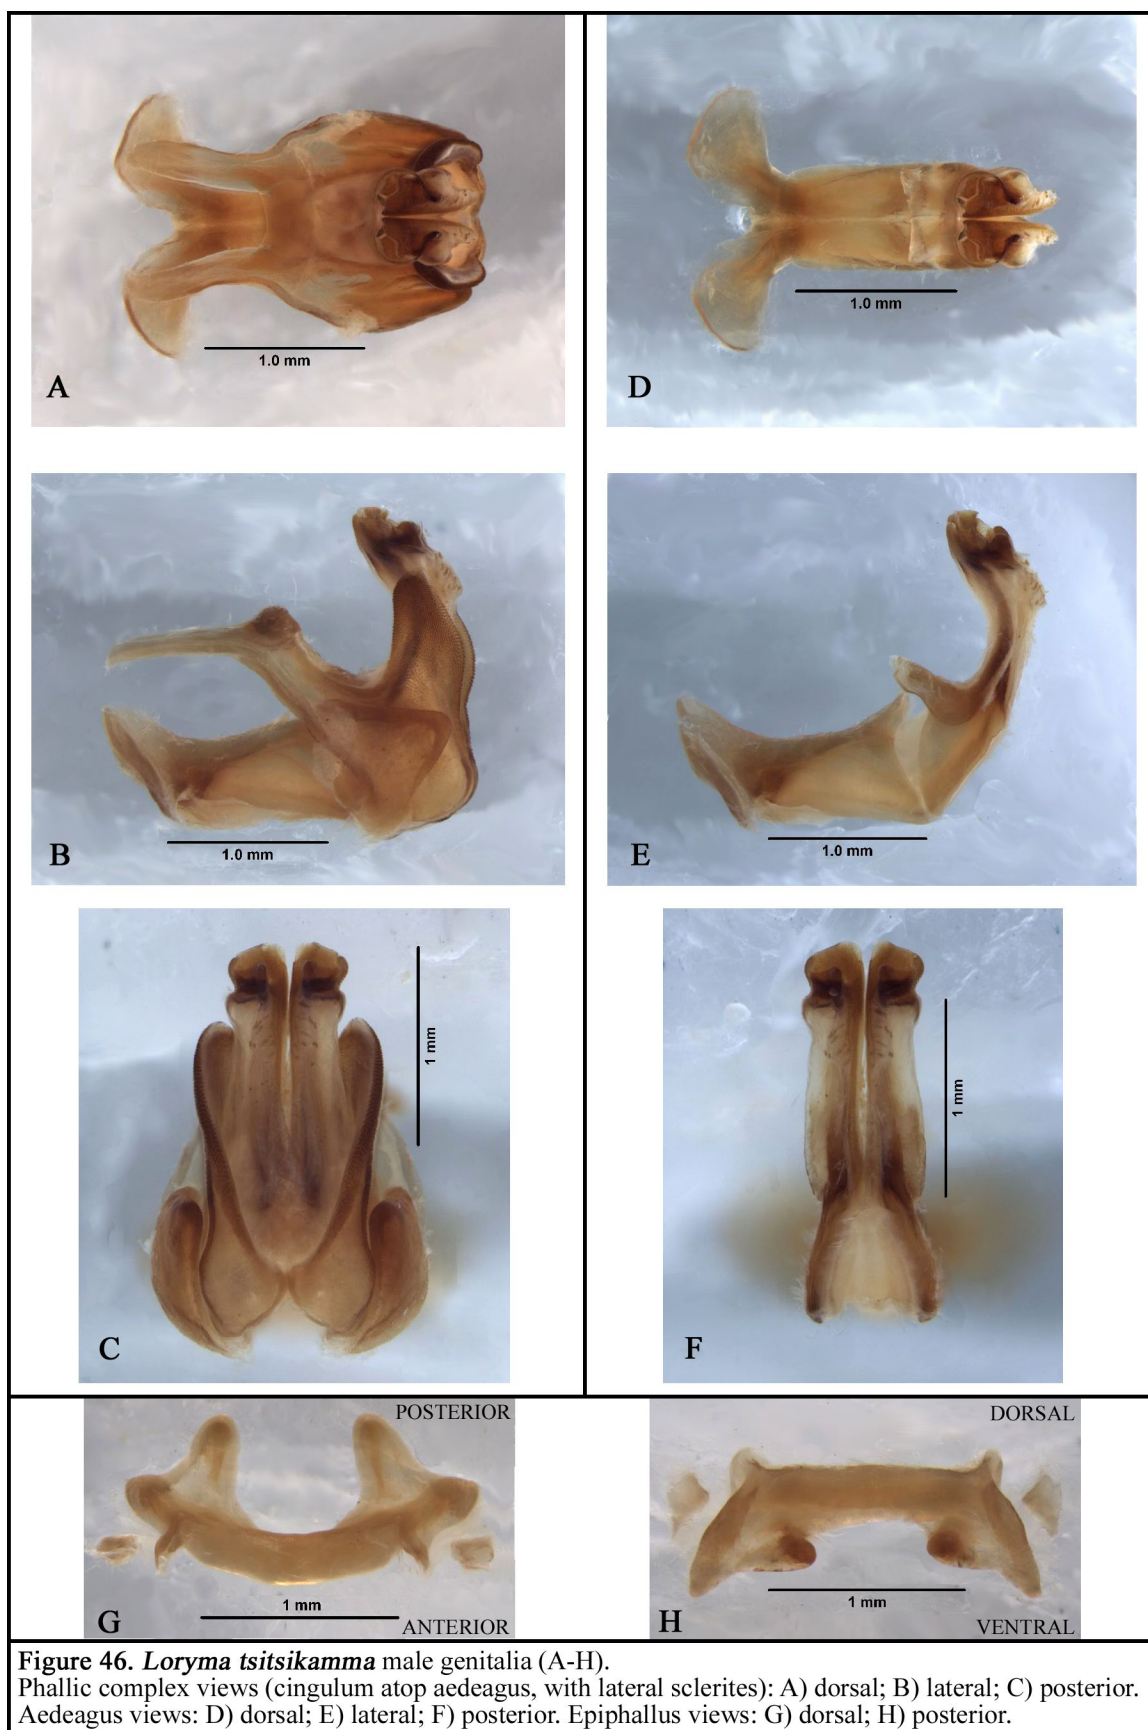 1.0 mm
A
1.0 mm
D
1.0 mm
B
1.0 mm
E
1 mm
C
1 mm
F
POSTERIOR
1 mm
G
ANTERIOR
DORSAL
1 mm
H
VENTRAL
Figure 46. Loryma tsitsikamma male genitalia (A-H).
Phallic complex views (cingulum atop aedeagus, with lateral sclerites): A) dorsal; B) lateral; C) posterior.
Aedeagus views: D) dorsal; E) lateral; F) posterior. Epiphallus views: G) dorsal; H) posterior.